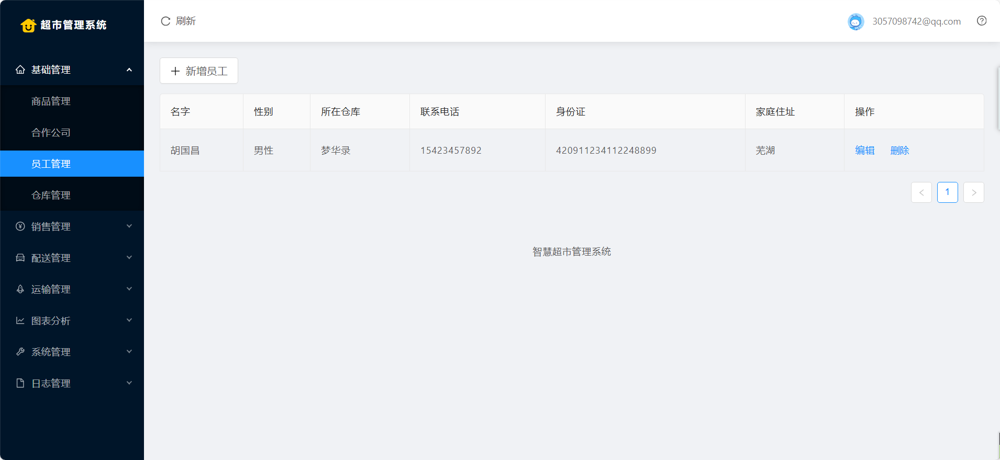 超市管理系统
刷新
3057098742@qq.com
基础管理
商品管理
合作公司
员工管理
仓库管理
销售管理
配送管理
运输管理
图表分析
系统管理
日志管理
新增员工
名字 性别 所在仓库 联系电话 身份证 家庭住址 操作
胡国昌 男性 梦华录 15423457892 420911234112248899 芜湖 编辑 删除
1
智慧超市管理系统